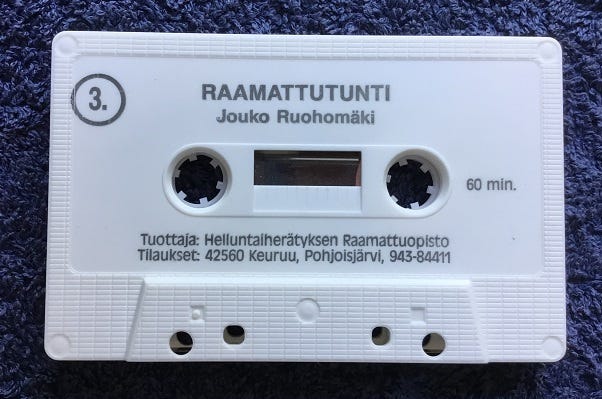 3.
RAAMATTUTUNTI
Jouko Ruohomäki
60 min.
Tuottaja: Helluntaiherätyksen Raamattuopisto
Tilaukset: 42560 Keuruu, Pohjoisjärvi, 943-84411